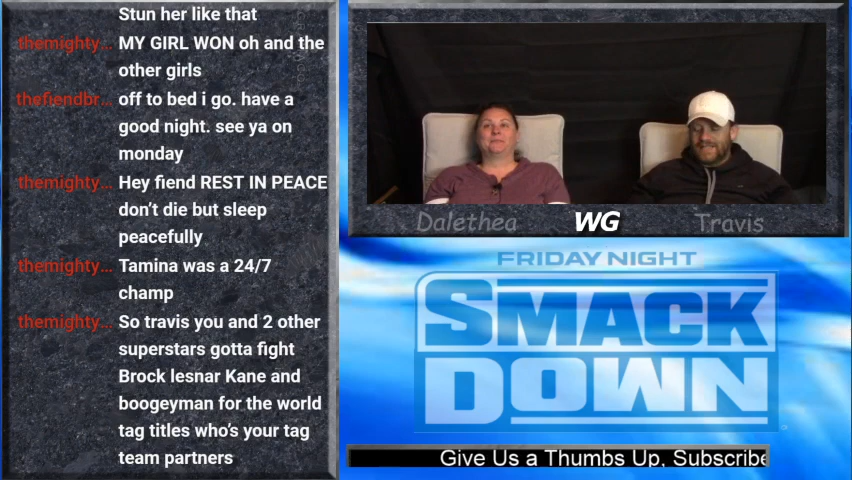 Stun her like that
themighty... MY GIRL WON oh and the
other girls
thefiendbr... off to bed i go. have a
good night. see ya on
monday
themighty... Hey fiend REST IN PEACE
don't die but sleep
peacefully
themighty... Tamina was a 24/7
champ
themighty... So travis you and 2 other
superstars gotta fight
Brock lesnar Kane and
boogeyman for the world
tag titles who's your tag
team partners
Dalethea WG Travis
FRIDAY NIGHT
SMACK
DOWN
Give Us a Thumbs Up, Subscribe